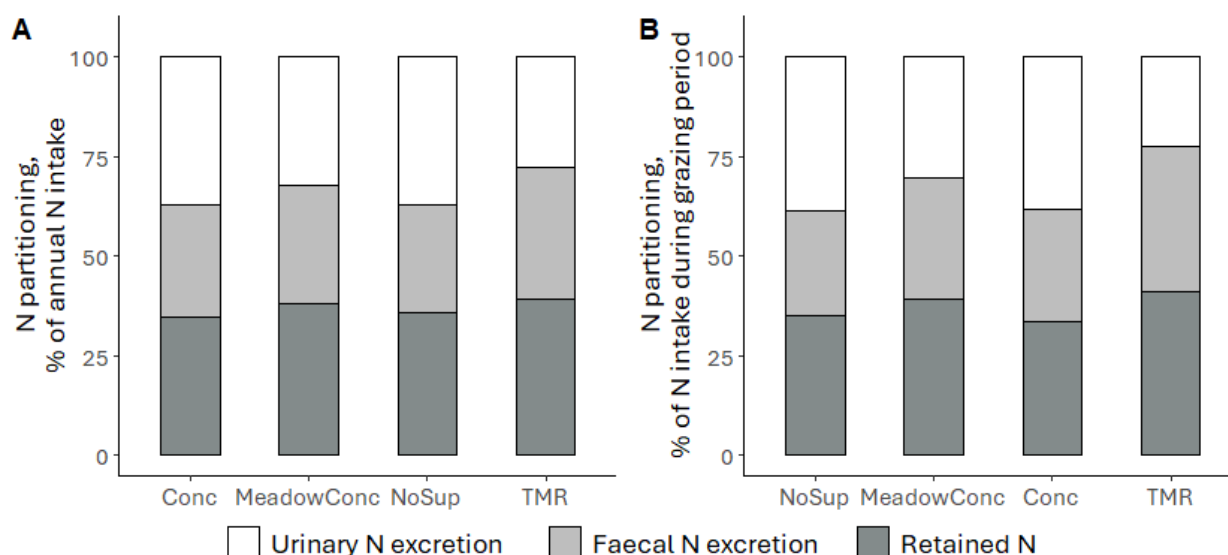 A
N partitioning,
% of annual N intake
100
75
50
25
0
Conc MeadowConc NoSup TMR
B
N partitioning,
% of N intake during grazing period
100
75
50
25
0
NoSup MeadowConc Conc TMR
Urinary N excretion Faecal N excretion Retained N